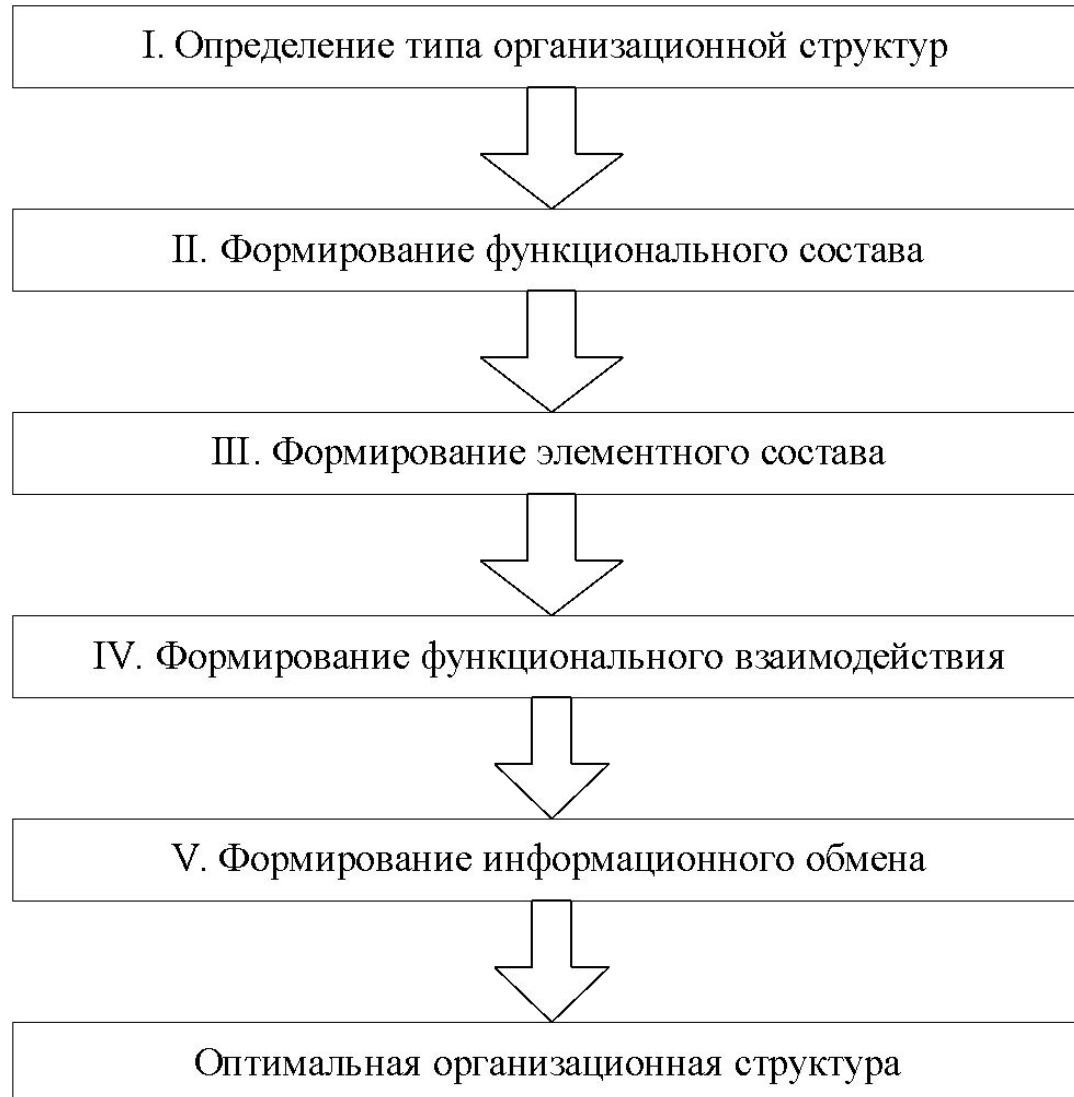 I. Определение типа организационной структур
II. Формирование функционального состава
III. Формирование элементного состава
IV. Формирование функционального взаимодействия
V. Формирование информационного обмена
Оптимальная организационная структура